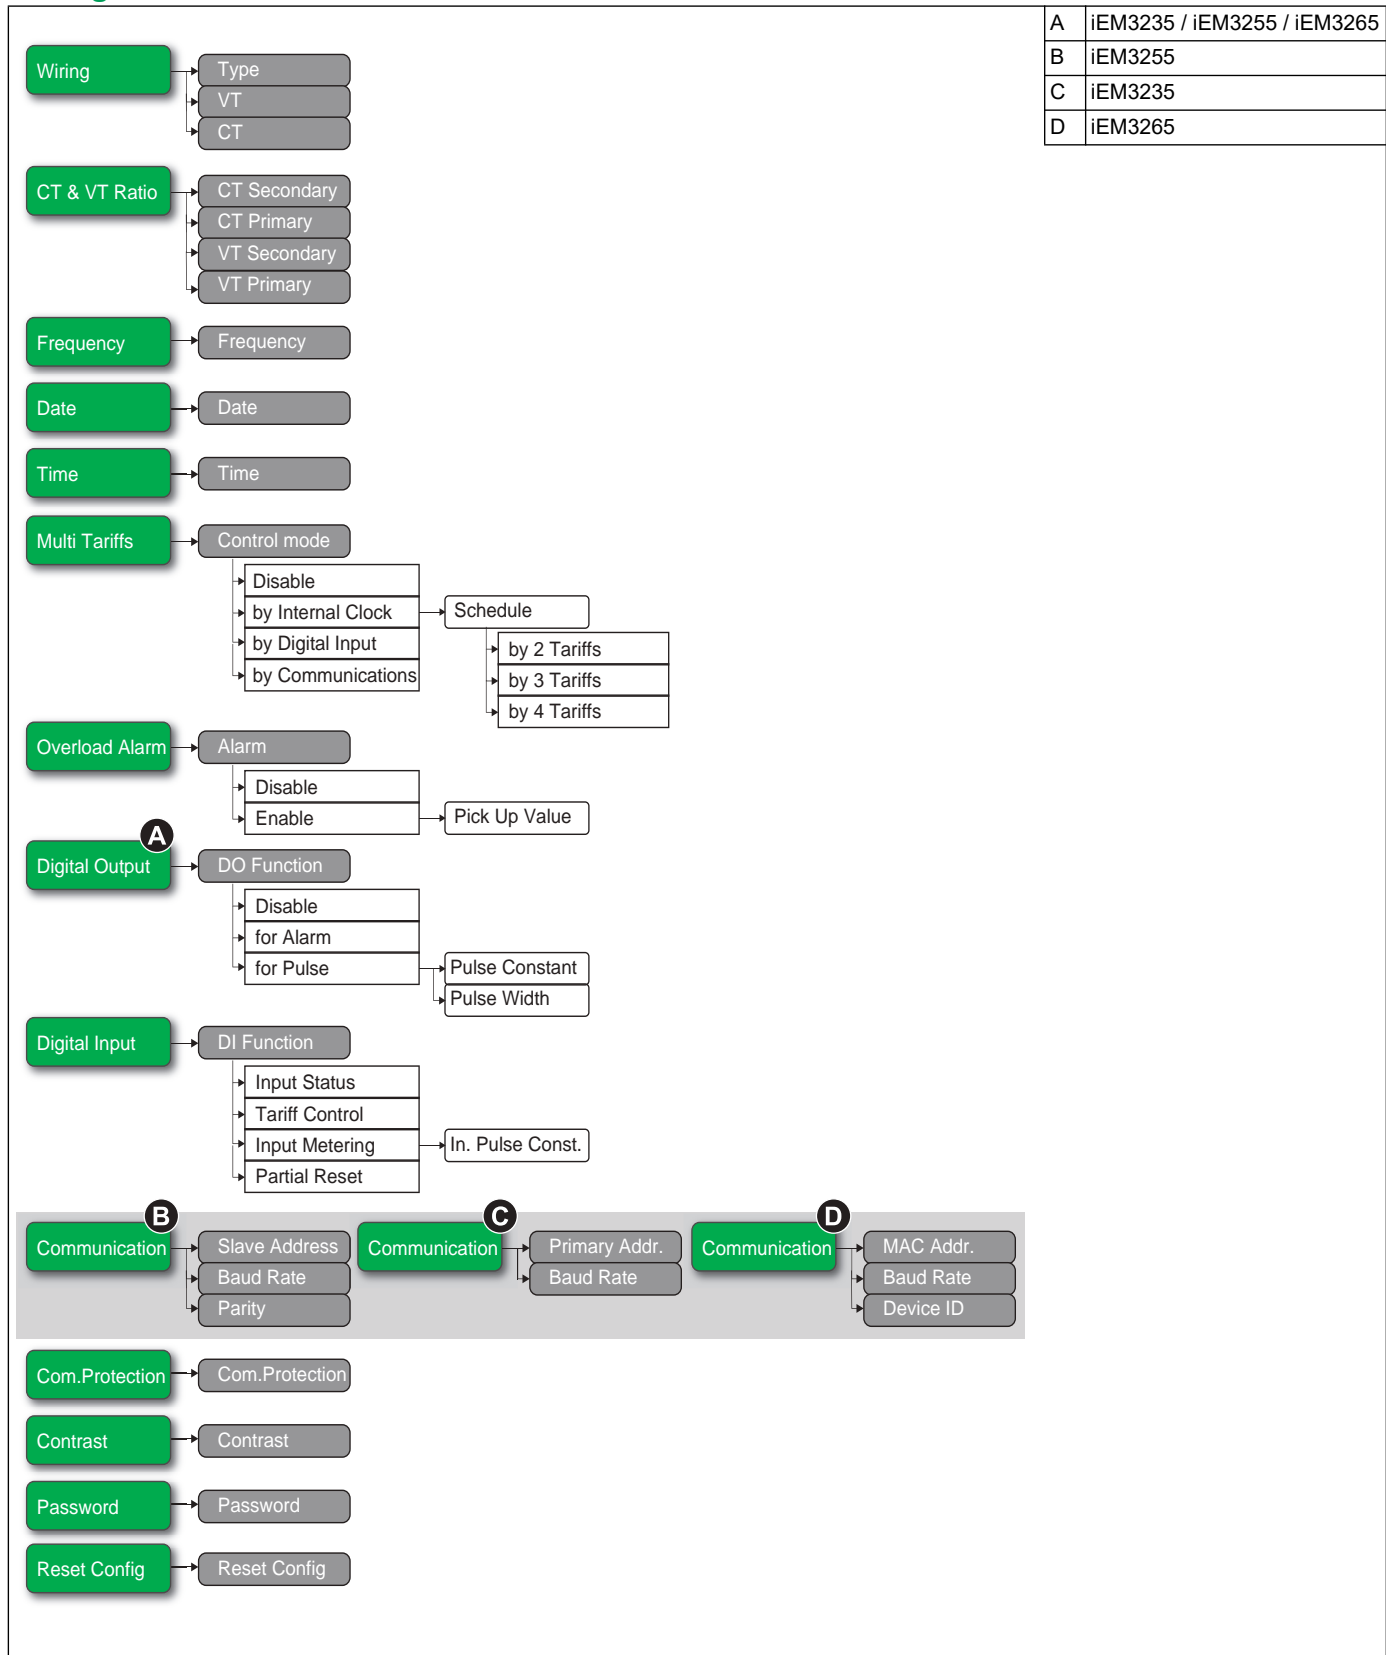 A iEM3235 / iEM3255 / iEM3265
B iEM3255
C iEM3235
D iEM3265
Wiring
Type
VT
CT
CT & VT Ratio
CT Secondary
CT Primary
VT Secondary
VT Primary
Frequency
Frequency
Date
Date
Time
Time
Multi Tariffs
Control mode
Disable
by Internal Clock
Schedule
by Digital Input
by 2 Tariffs
by Communications
by 3 Tariffs
by 4 Tariffs
Overload Alarm
Alarm
Disable
Enable
Pick Up Value
A
Digital Output
DO Function
Disable
for Alarm
for Pulse
Pulse Constant
Pulse Width
Digital Input
DI Function
Input Status
Tariff Control
Input Metering
In. Pulse Const.
Partial Reset
B
Communication
Slave Address
Baud Rate
Parity
C
Communication
Primary Addr.
Baud Rate
D
Communication
MAC Addr.
Baud Rate
Device ID
Com.Protection
Com.Protection
Contrast
Contrast
Password
Password
Reset Config
Reset Config